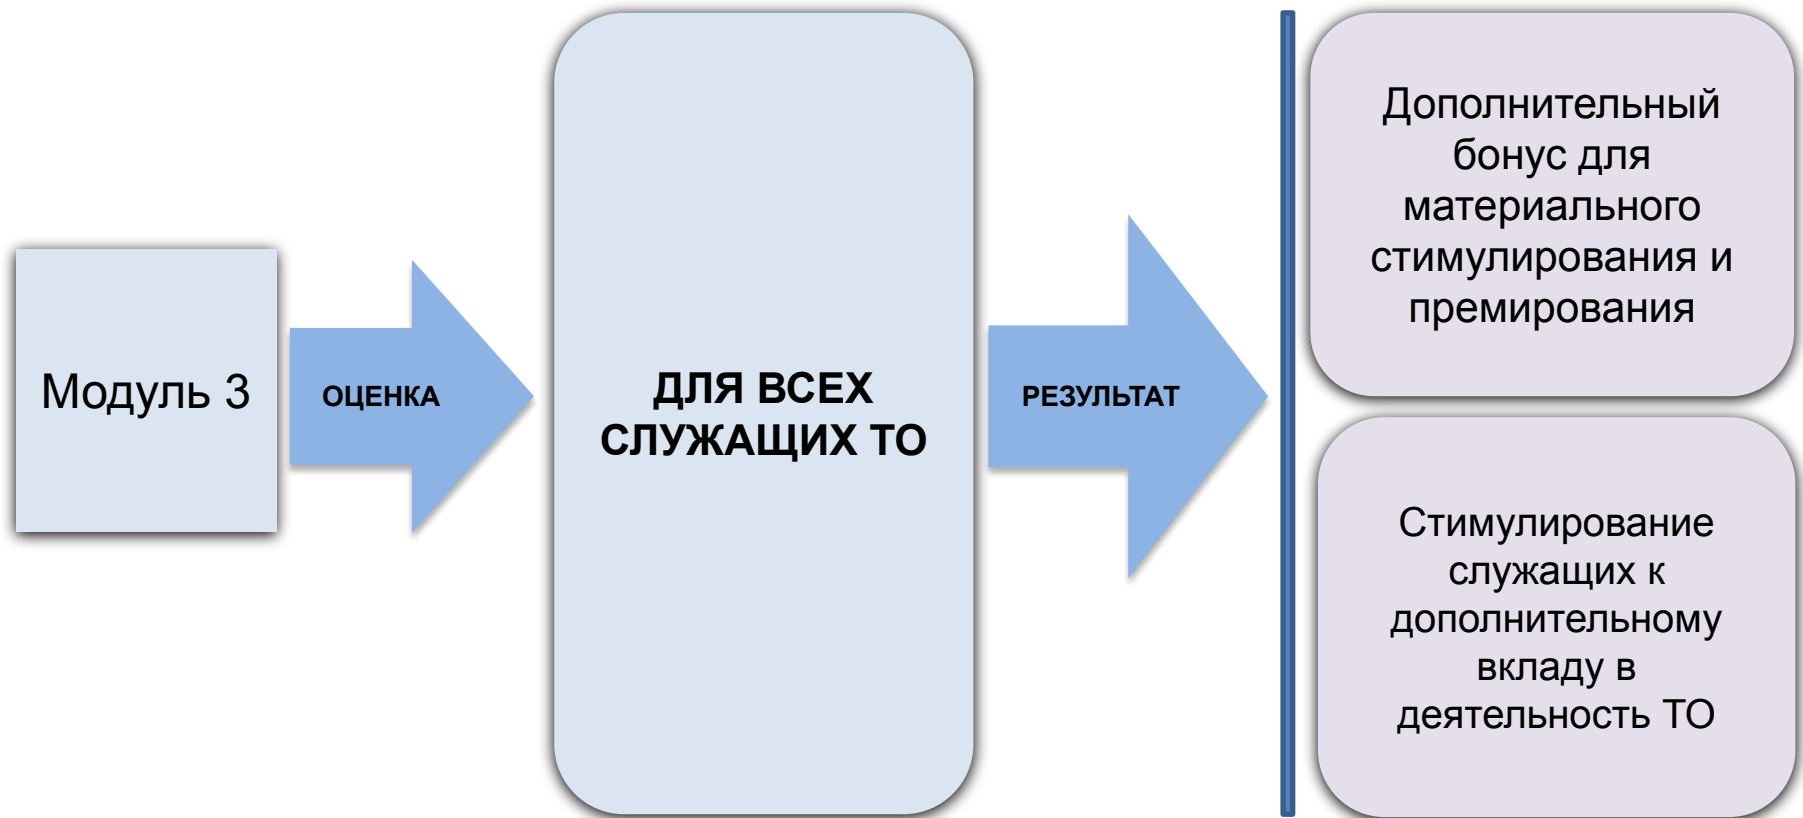 Модуль 3
ОЦЕНКА
ДЛЯ ВСЕХ
СЛУЖАЩИХ ТО
РЕЗУЛЬТАТ
Дополнительный
бонус для
материального
стимулирования и
премирования
Стимулирование
служащих к
дополнительному
вкладу в
деятельность ТО